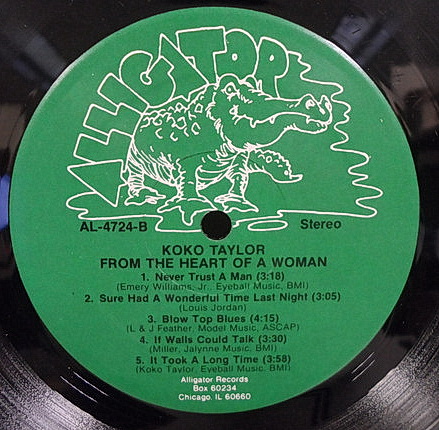 ALLIGATOR
AL-4724-B
Stereo
KOKO TAYLOR
FROM THE HEART OF A WOMAN
1. Never Trust A Man (3:18)
(Emery Williams, Jr., Eyeball Music, BMI)
2. Sure Had A Wonderful Time Last Night (3:05)
(Louis Jordan)
3. Blow Top Blues (4:15)
(L & J Feather, Model Music, ASCAP)
4. If Walls Could Talk (3:30)
(Miller, Jalynne Music, BMI)
5. It Took A Long Time (3:58)
(Koko Taylor, Eyeball Music, BMI)
Alligator Records
Box 60234
Chicago, IL 60660